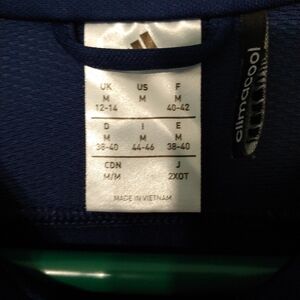 UK US F
M M M
12-14 40-42
D I E
M M M
38-40 44-46 38-40
CDN J
M/M 2XOT
MADE IN VIETNAM
climacool